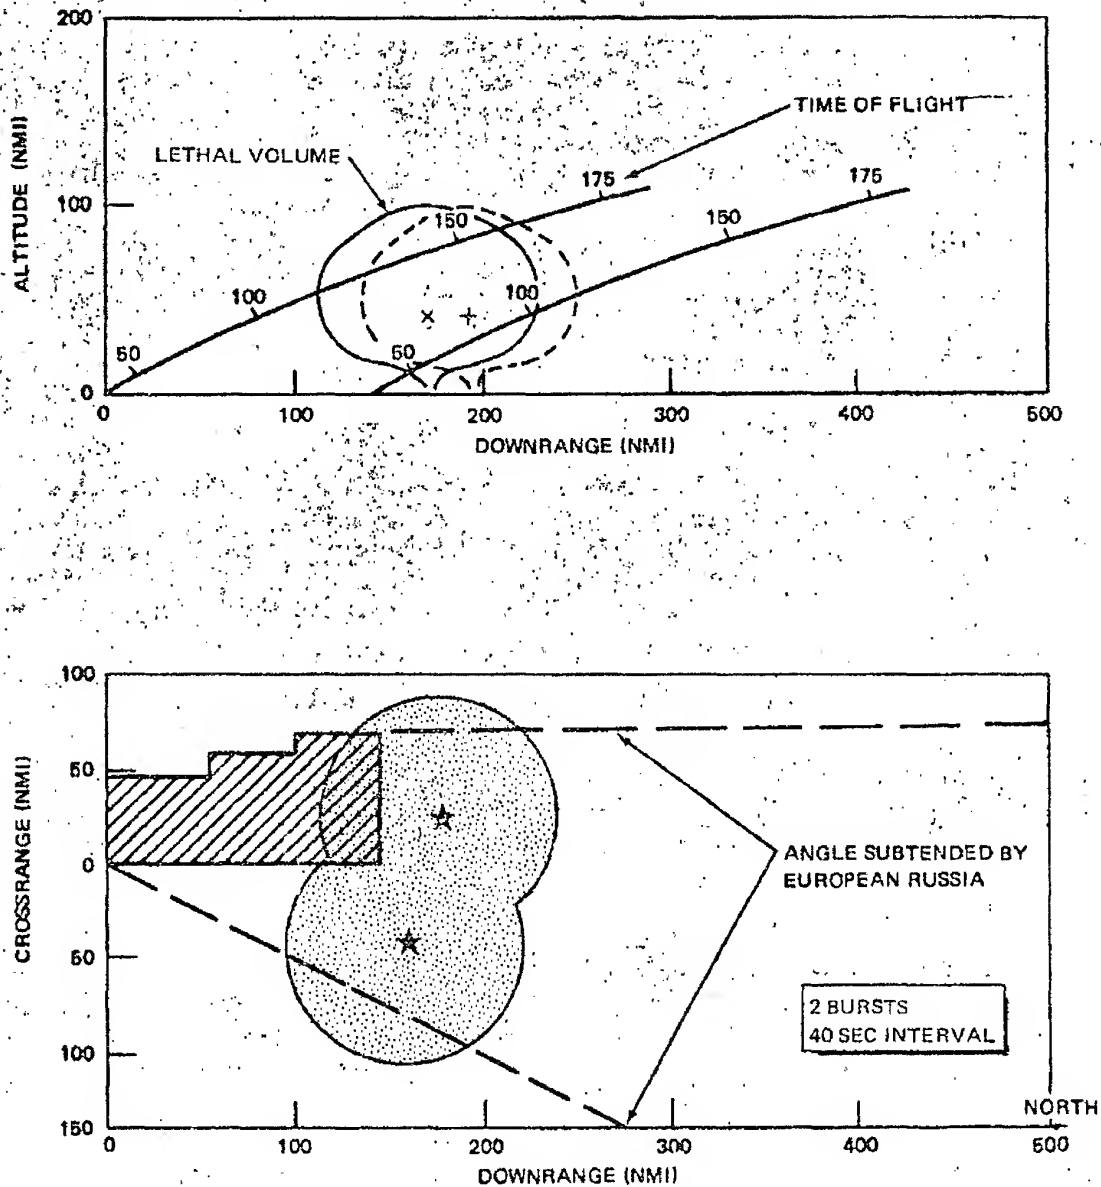 200
TIME OF FLIGHT
LETHAL VOLUME
175
175
ALTITUDE (NMI)
100
150
150
100
100
50
50
0
0
100
200
300
400
500
DOWNRANGE (NMI)
100
50
CROSSRANGE (NMI)
0
ANGLE SUBTENDED BY
EUROPEAN RUSSIA
50
2 BURSTS
40 SEC INTERVAL
100
NORTH
150
0
100
200
300
400
500
DOWNRANGE (NMI)